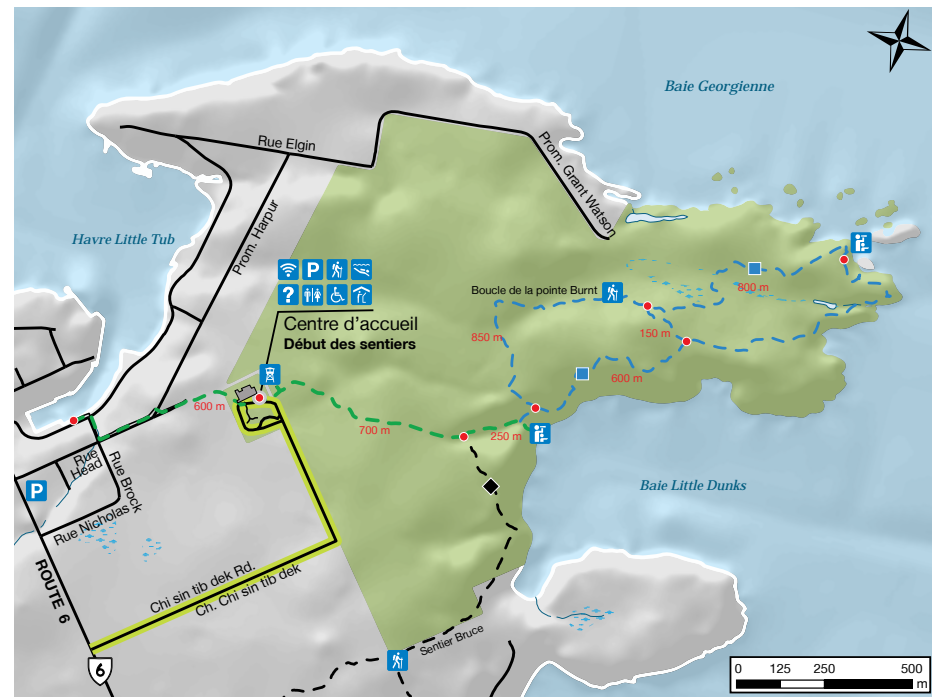 Baie Georgienne
Rue Elgin
Prom. Grant Watson
Prom. Harpur
Havre Little Tub
P
?
Centre d'accueil
Début des sentiers
Boucle de la pointe Burnt
800 m
150 m
850 m
600 m
600 m
700 m
250 m
Rue
Head
Rue Brock
P
Rue Nicholas
Baie Little Dunks
ROUTE 6
Chi sin tib dek Rd.
Ch. Chi sin tib dek
Sentier Bruce
6
0 125 250 500
m